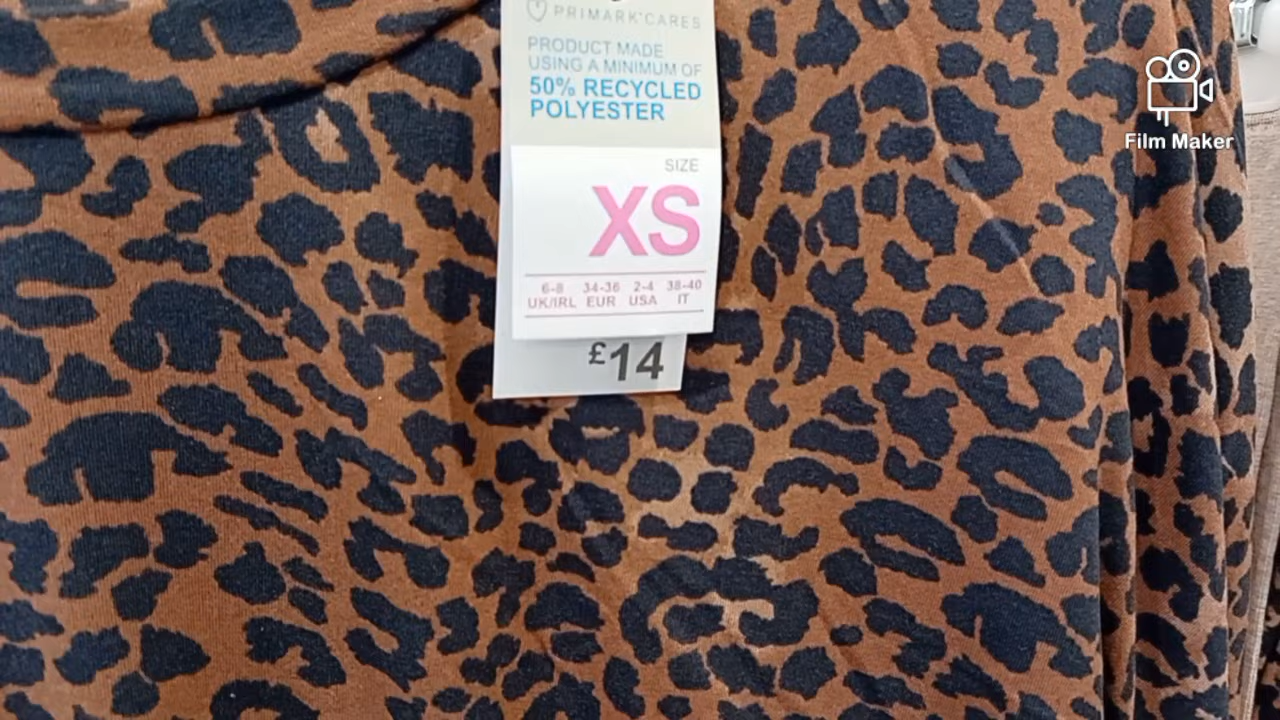 PRIMARK CARES
PRODUCT MADE
USING A MINIMUM OF
50% RECYCLED
POLYESTER
SIZE
XS
6-8 34-36 2-4 38-40
UK/IRL EUR USA IT
£14
Film Maker